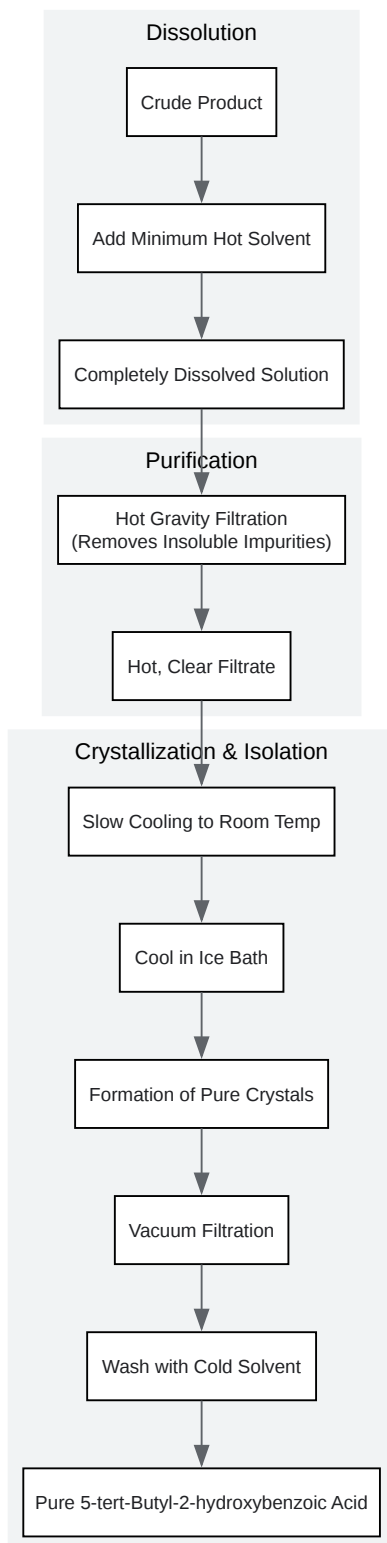 Dissolution
Crude Product
Add Minimum Hot Solvent
Completely Dissolved Solution
Purification
Hot Gravity Filtration
(Removes Insoluble Impurities)
Hot, Clear Filtrate
Crystallization & Isolation
Slow Cooling to Room Temp
Cool in Ice Bath
Formation of Pure Crystals
Vacuum Filtration
Wash with Cold Solvent
Pure 5-tert-Butyl-2-hydroxybenzoic Acid